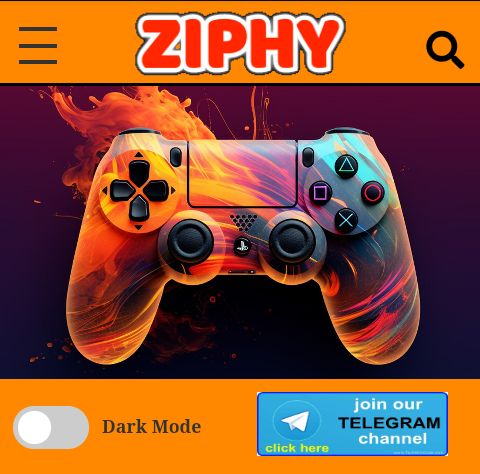 ZIPHY
Dark Mode
join our
TELEGRAM
channel
click here